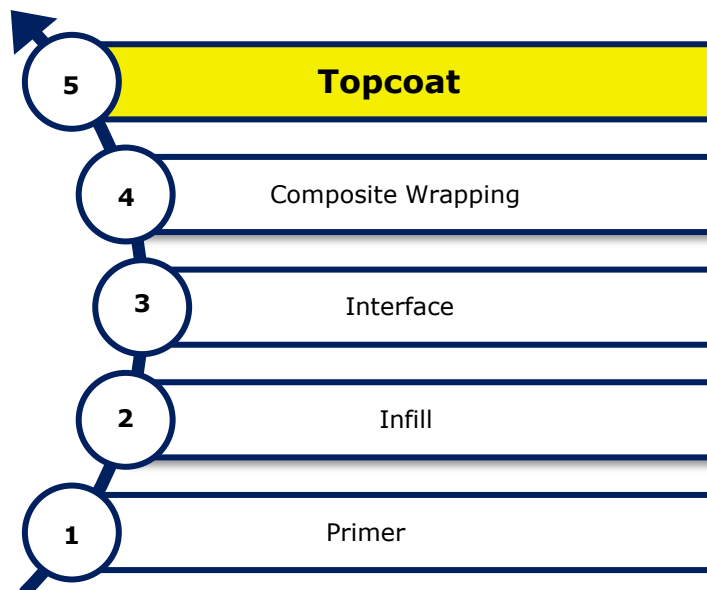 5 Topcoat
4 Composite Wrapping
3 Interface
2 Infill
1 Primer